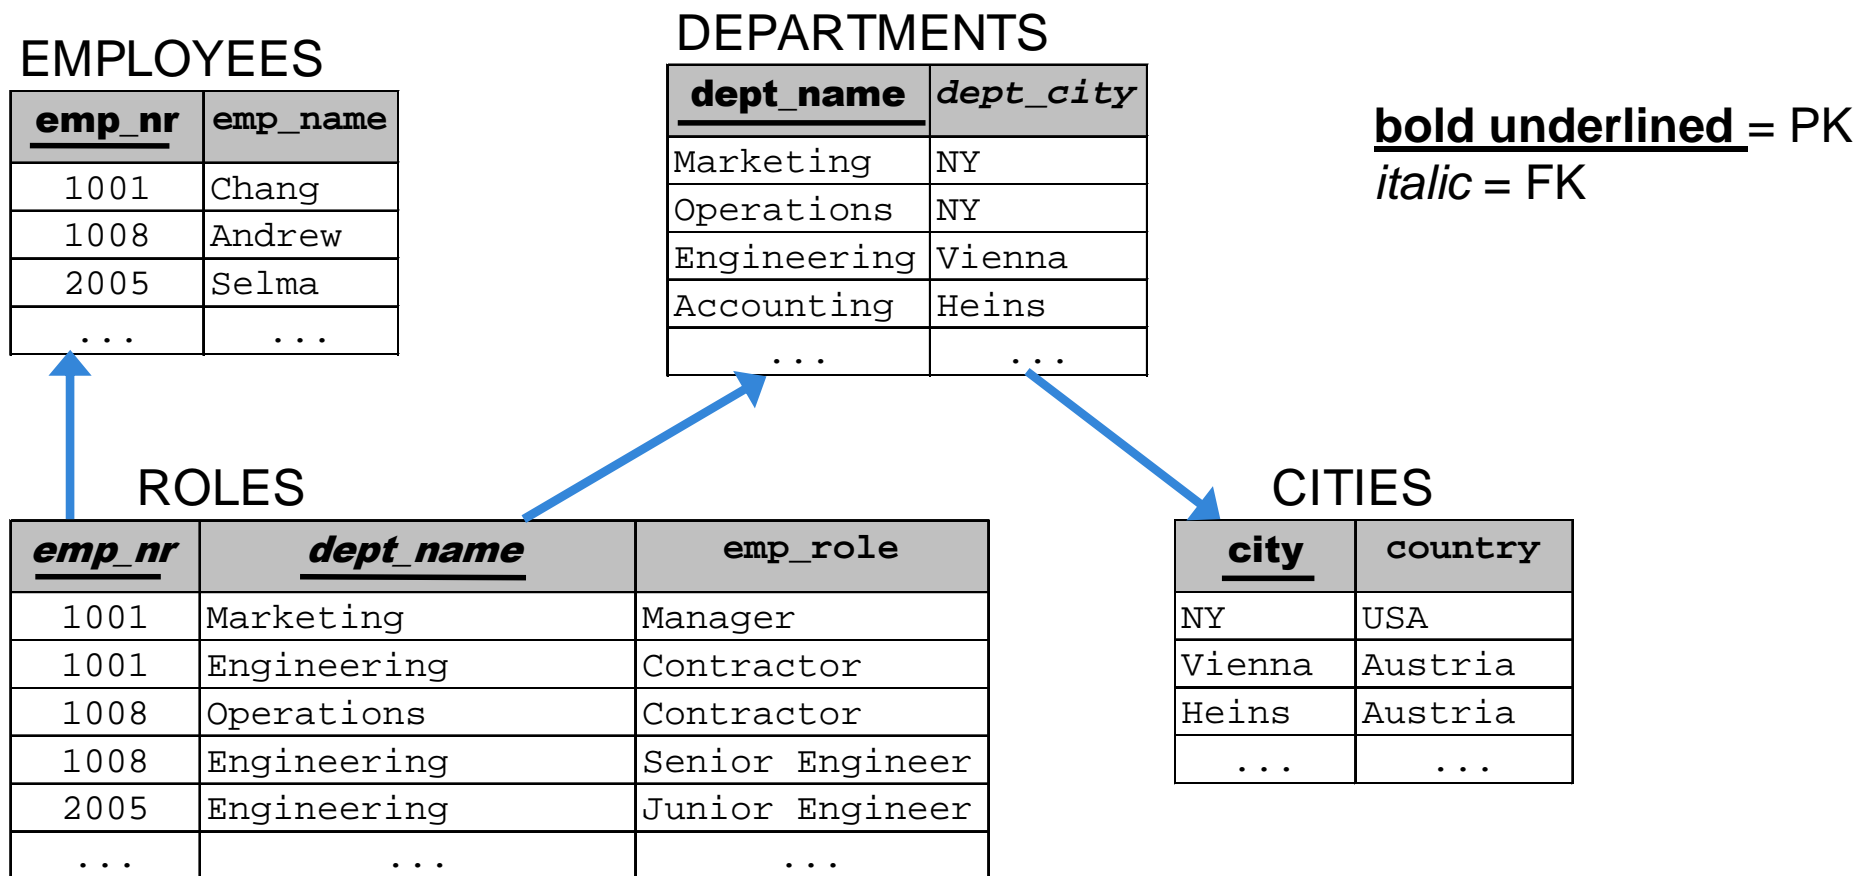 EMPLOYEES
emp_nr emp_name
1001 Chang
1008 Andrew
2005 Selma
... ...
DEPARTMENTS
dept_name dept_city
Marketing NY
Operations NY
Engineering Vienna
Accounting Heins
... ...
bold underlined = PK
italic = FK
ROLES
emp_nr dept_name emp_role
1001 Marketing Manager
1001 Engineering Contractor
1008 Operations Contractor
1008 Engineering Senior Engineer
2005 Engineering Junior Engineer
... ... ...
CITIES
city country
NY USA
Vienna Austria
Heins Austria
... ...